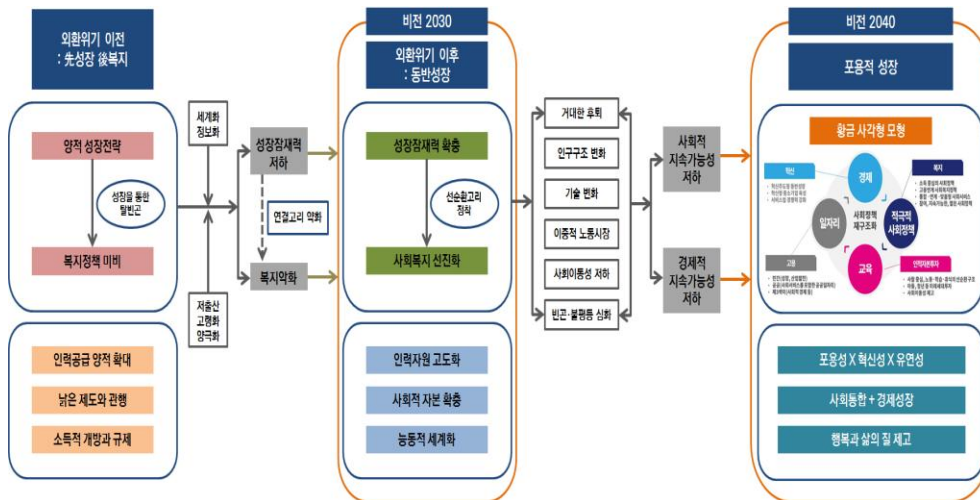 외환위기 이전
: 先성장 後복지
양적 성장전략
성장을 통한
탈빈곤
복지정책 미비
인력공급 양적 확대
낡은 제도와 관행
소득적 개방과 규제
세계화
정보화
저출산
고령화
양극화
성장잠재력
저하
연결고리 약화
복지악화
비전 2030
외환위기 이후
: 동반성장
성장잠재력 확충
선순환고리
정착
사회복지 선진화
인력자원 고도화
사회적 자본 확충
능동적 세계화
거대한 후퇴
인구구조 변화
기술 변화
이중적 노동시장
사회이동성 저하
빈곤·불평등 심화
사회적
지속가능성
저하
경제적
지속가능성
저하
비전 2040
포용적 성장
황금 사각형 모형
혁신
경제
복지
일자리
사회정책
재구조화
적극적
사회정책
고용
교육
인적자본투자
포용성 X 혁신성 X 유연성
사회통합 + 경제성장
행복과 삶의 질 제고